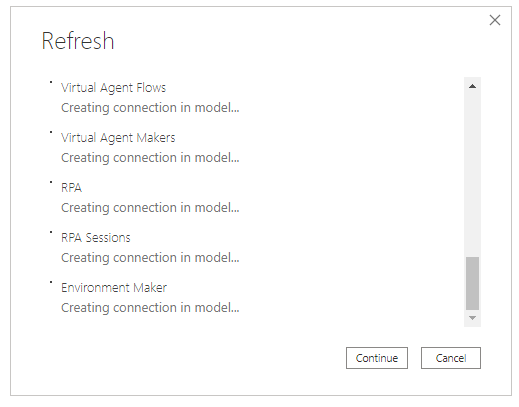 Refresh
Virtual Agent Flows
Creating connection in model...
Virtual Agent Makers
Creating connection in model...
RPA
Creating connection in model...
RPA Sessions
Creating connection in model...
Environment Maker
Creating connection in model...
Continue
Cancel